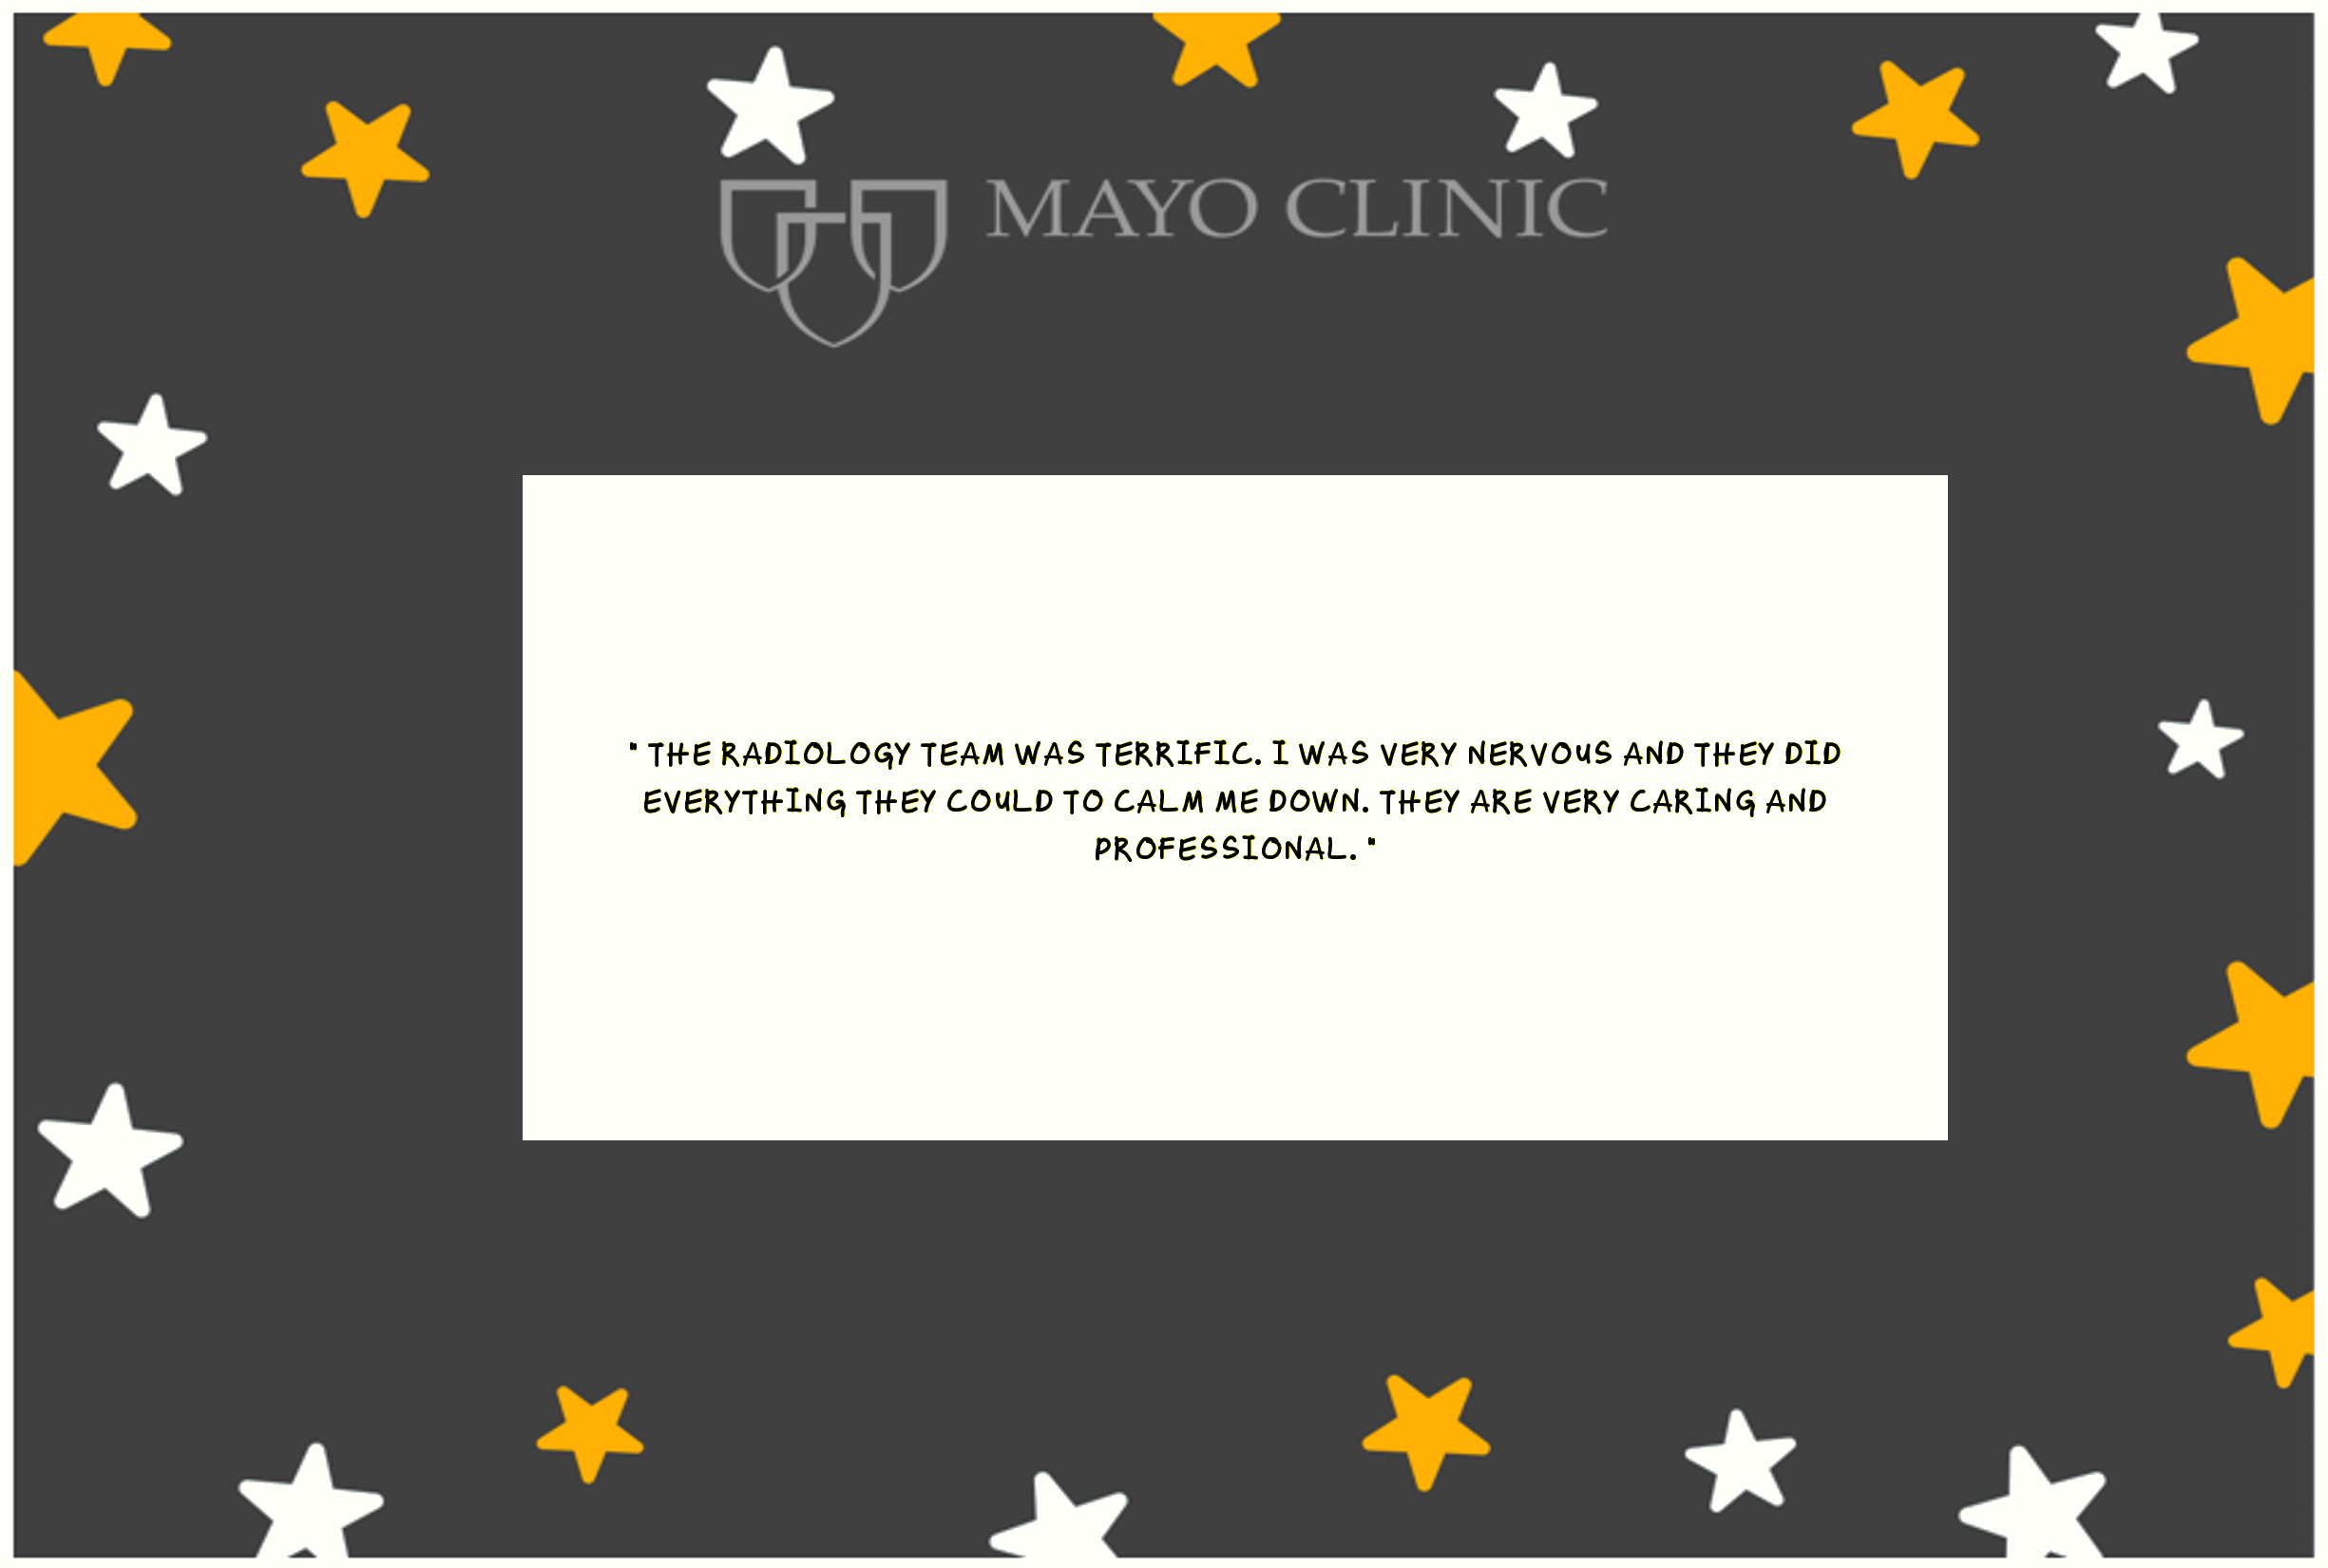 MAYO CLINIC
" THE RADIOLOGY TEAM WAS TERRIFIC. I WAS VERY NERVOUS AND THEY DID
EVERYTHING THEY COULD TO CALM ME DOWN. THEY ARE VERY CARING AND
PROFESSIONAL. "